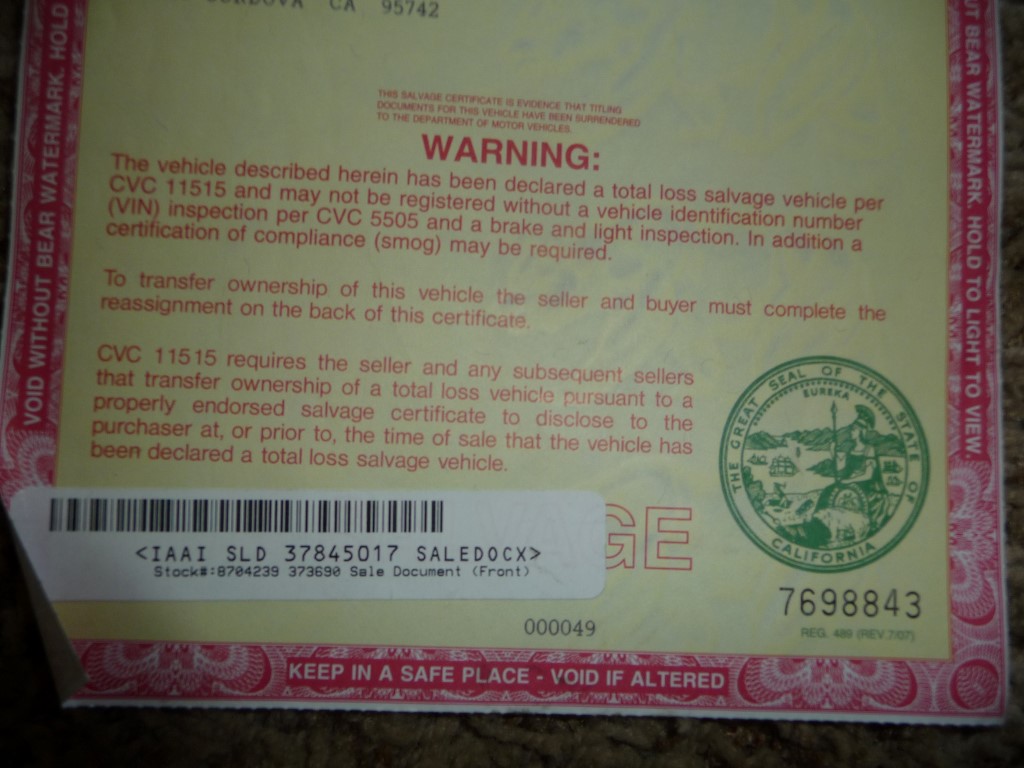 CORDOVA CA 95742
THIS SALVAGE CERTIFICATE IS EVIDENCE THAT TITLING
DOCUMENTS FOR THIS VEHICLE HAVE BEEN SURRENDERED
TO THE DEPARTMENT OF MOTOR VEHICLES.
WARNING:
The vehicle described herein has been declared a total loss salvage vehicle per
CVC 11515 and may not be registered without a vehicle identification number
(VIN) inspection per CVC 5505 and a brake and light inspection. In addition a
certification of compliance (smog) may be required.
To transfer ownership of this vehicle the seller and buyer must complete the
reassignment on the back of this certificate.
CVC 11515 requires the seller and any subsequent sellers
that transfer ownership of a total loss vehicle pursuant to a
properly endorsed salvage certificate to disclose to the
purchaser at, or prior to, the time of sale that the vehicle has
been declared a total loss salvage vehicle.
VAGE
<IAAI SLD 37845017 SALEDOCX>
Stock#:8704239 373690 Sale Document (Front)
000049
THE GREAT SEAL OF THE STATE OF CALIFORNIA
EUREKA
7698843
REG. 489 (REV.7/07)
KEEP IN A SAFE PLACE - VOID IF ALTERED
VOID WITHOUT BEAR WATERMARK. HOLD
UT BEAR WATERMARK. HOLD TO LIGHT TO VIEW.